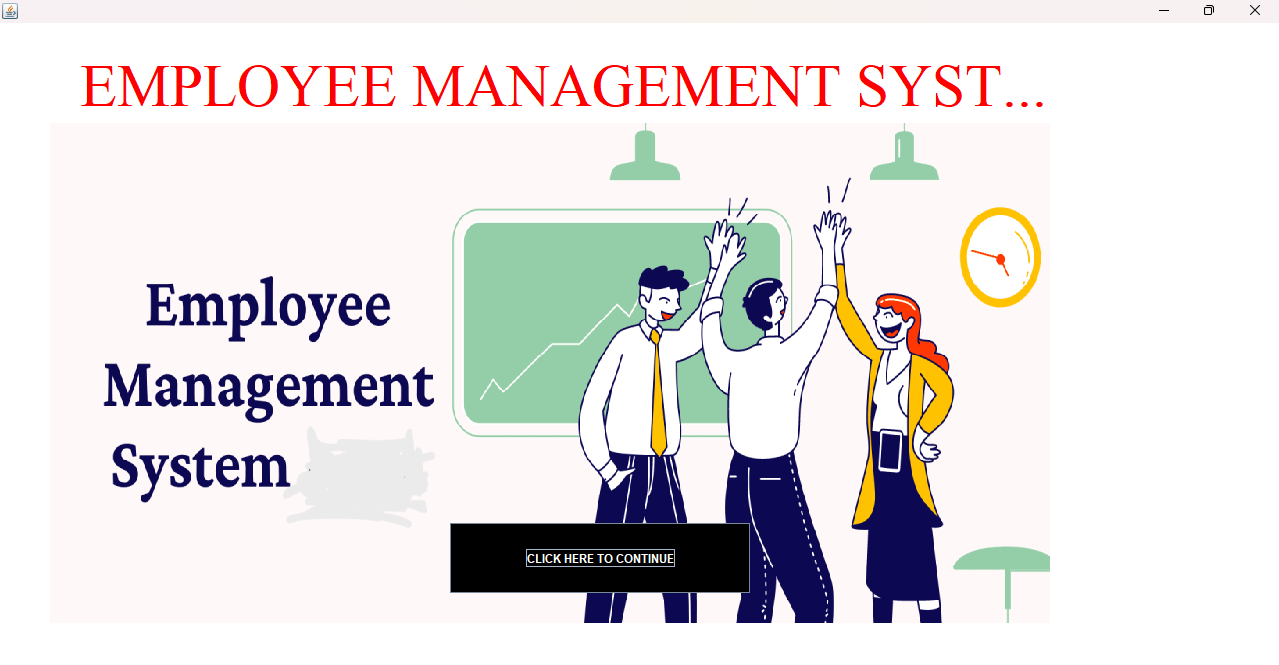 EMPLOYEE MANAGEMENT SYST...
Employee
Management
System
CLICK HERE TO CONTINUE